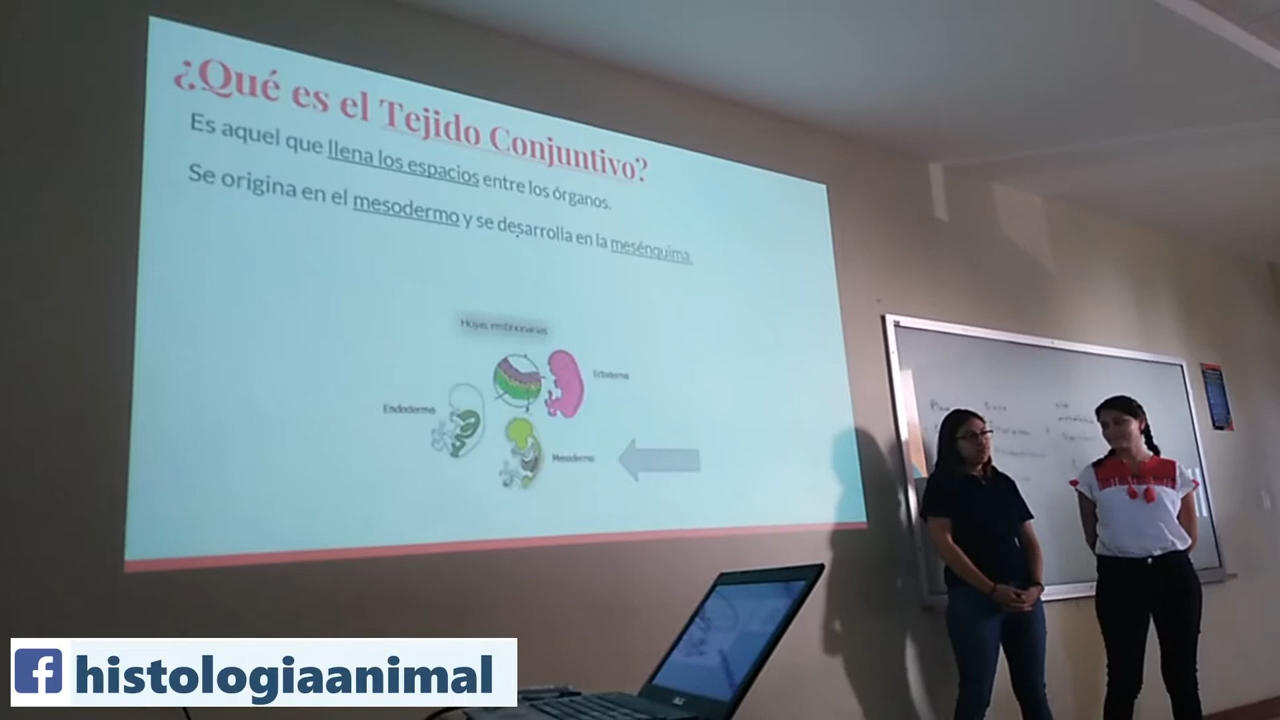 ¿Qué es el Tejido Conjuntivo?
Es aquel que llena los espacios entre los órganos.
Se origina en el mesodermo y se desarrolla en la mesénquima.
Hojas embrionarias
Ectodermo
Endodermo
Mesodermo
histologiaanimal